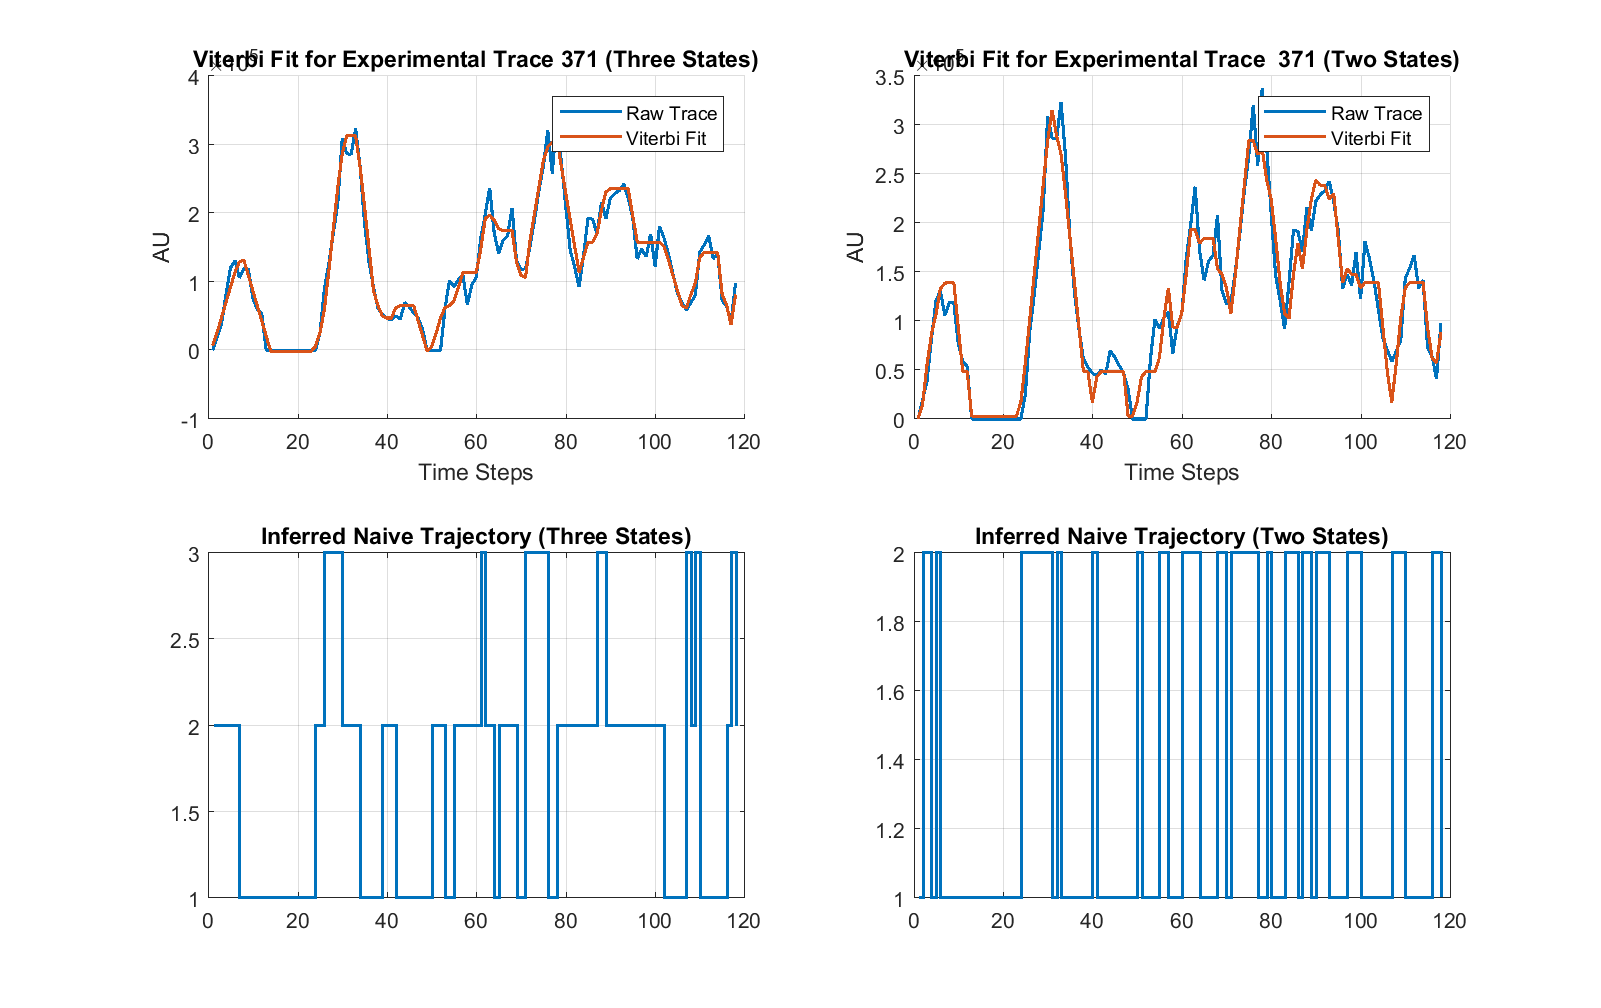 Viterbi Fit for Experimental Trace 371 (Three States)
×10^5
4
3
2
1
0
-1
AU
Raw Trace
Viterbi Fit
0 20 40 60 80 100 120
Time Steps
Viterbi Fit for Experimental Trace  371 (Two States)
×10^5
3.5
3
2.5
2
1.5
1
0.5
0
AU
Raw Trace
Viterbi Fit
0 20 40 60 80 100 120
Time Steps
Inferred Naive Trajectory (Three States)
3
2.5
2
1.5
1
0 20 40 60 80 100 120
Inferred Naive Trajectory (Two States)
2
1.8
1.6
1.4
1.2
1
0 20 40 60 80 100 120